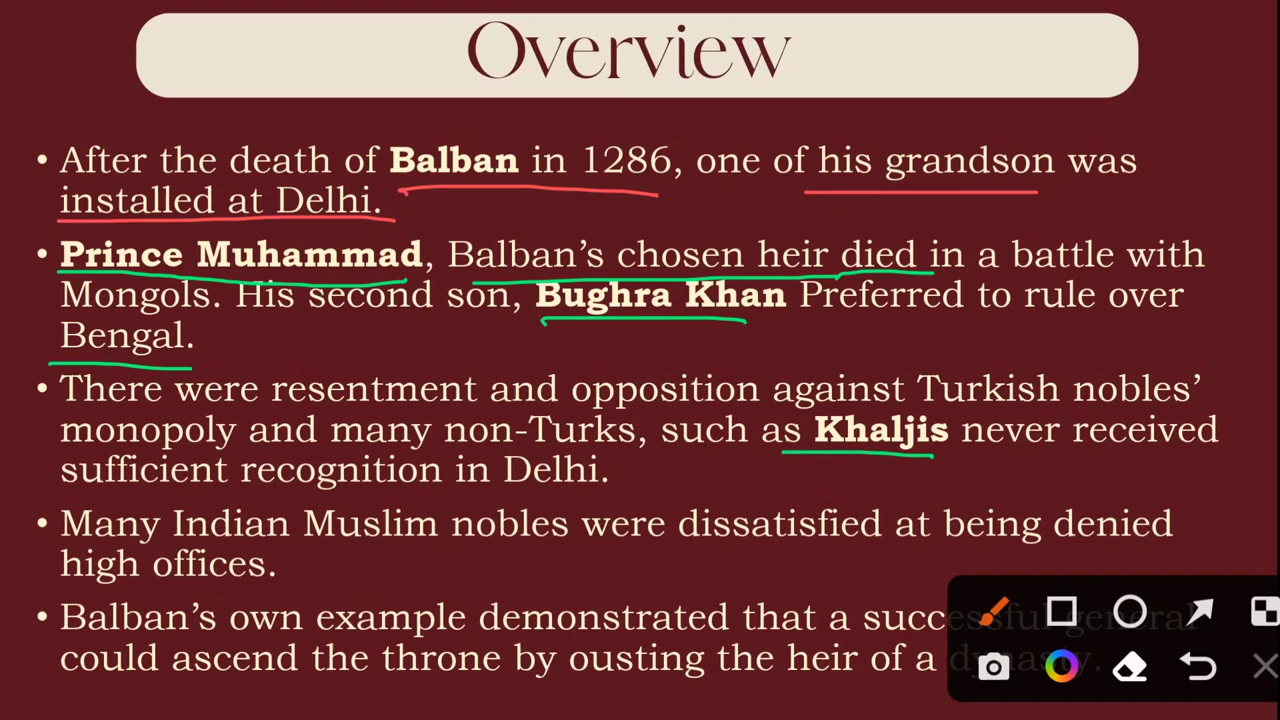 Overview
• After the death of Balban in 1286, one of his grandson was
installed at Delhi.
• Prince Muhammad, Balban's chosen heir died in a battle with
Mongols. His second son, Bughra Khan Preferred to rule over
Bengal.
• There were resentment and opposition against Turkish nobles'
monopoly and many non-Turks, such as Khaljis never received
sufficient recognition in Delhi.
• Many Indian Muslim nobles were dissatisfied at being denied
high offices.
• Balban's own example demonstrated that a successful general
could ascend the throne by ousting the heir of a dynasty.